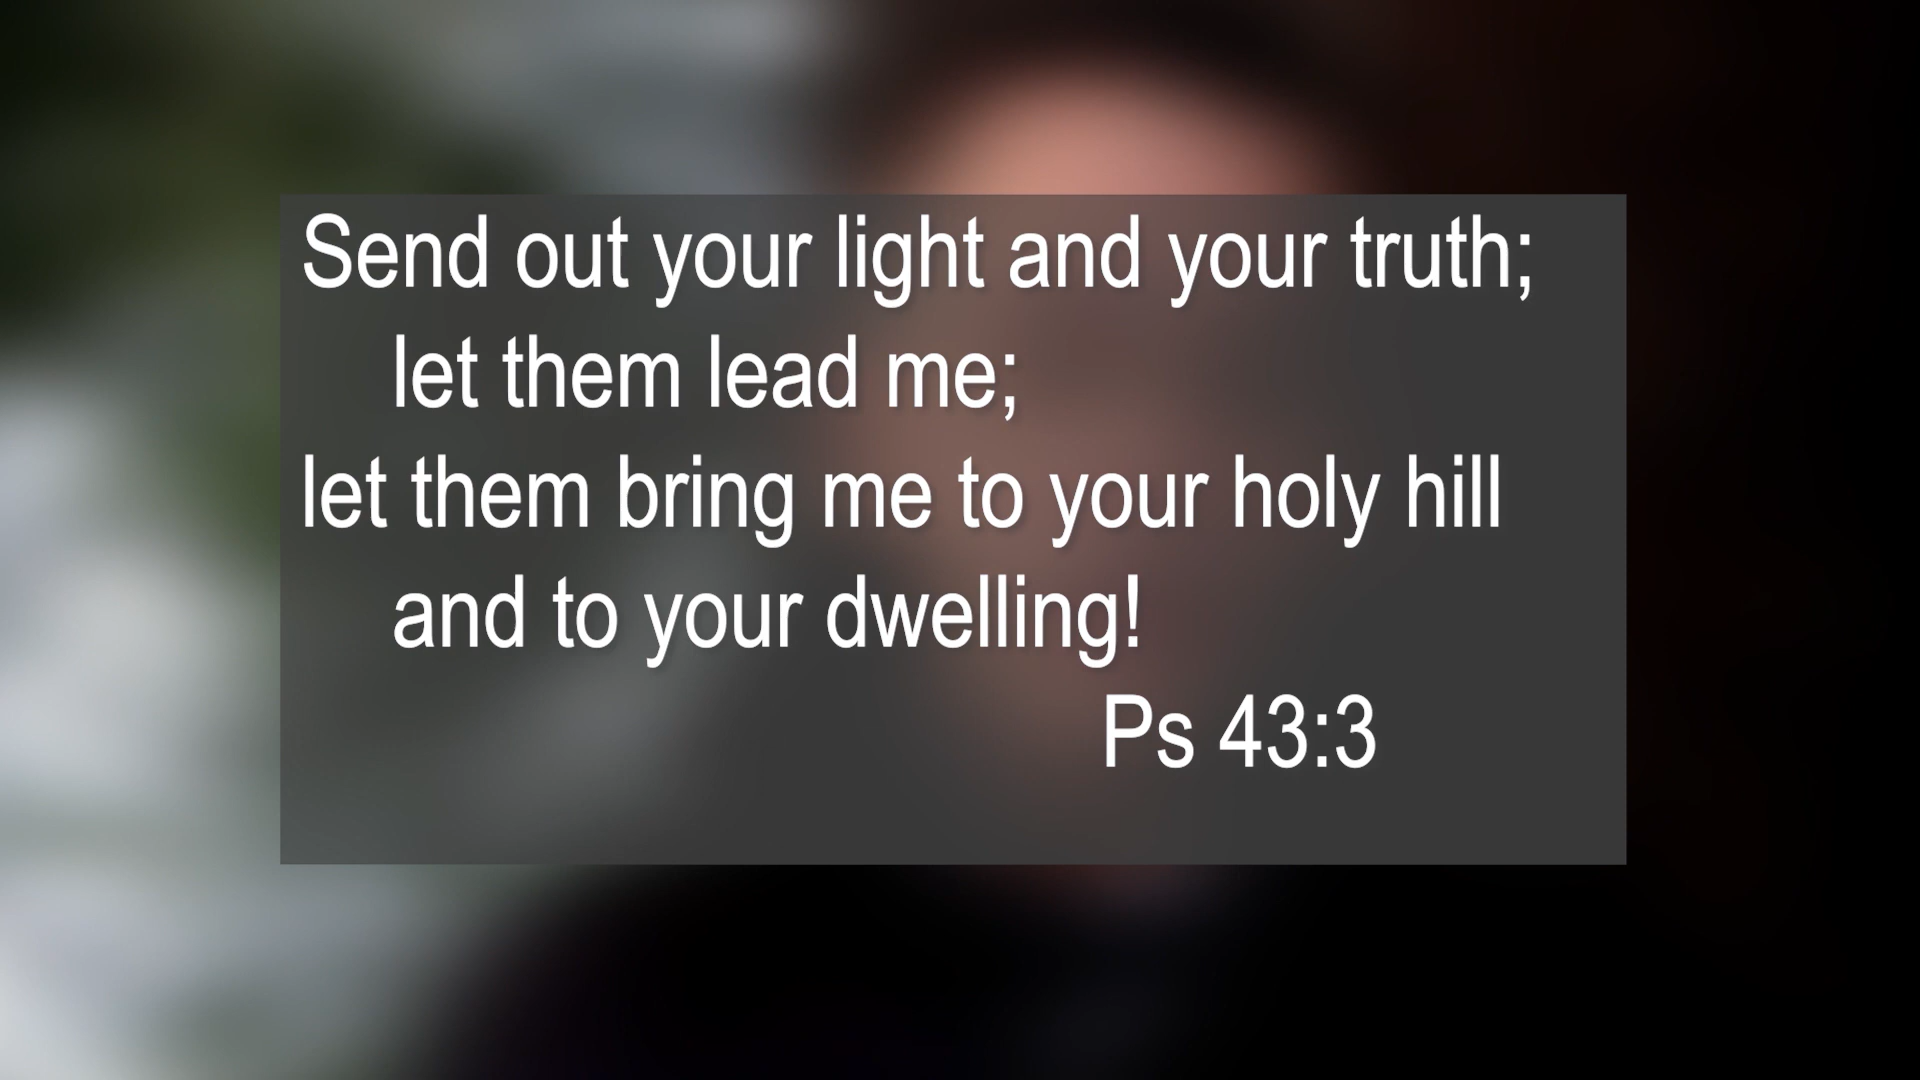 Send out your light and your truth;
let them lead me;
let them bring me to your holy hill
and to your dwelling!
Ps 43:3